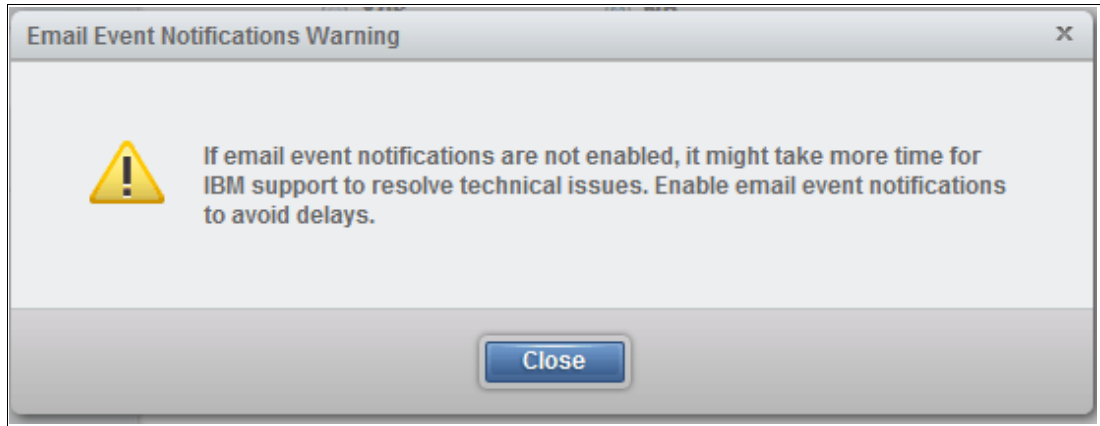 Email Event Notifications Warning
x
If email event notifications are not enabled, it might take more time for
IBM support to resolve technical issues. Enable email event notifications
to avoid delays.
Close